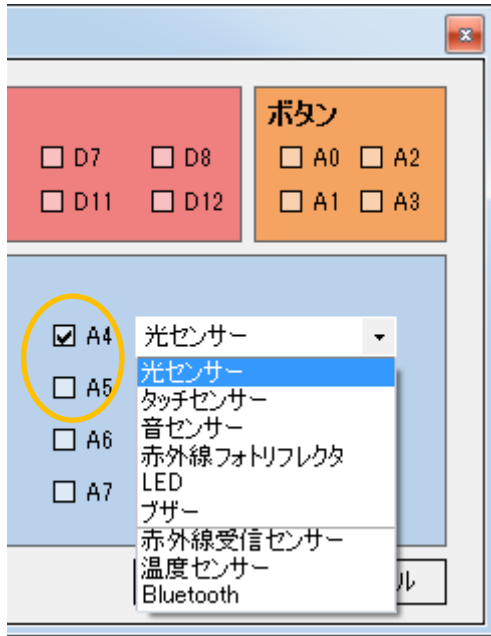 ボタン
D7 D8 A0 A2
D11 D12 A1 A3
A4 光センサー
光センサー
A5 タッチセンサー
音センサー
A6 赤外線フォトリフレクタ
LED
A7 ブザー
赤外線受信センサー
温度センサー ル
Bluetooth